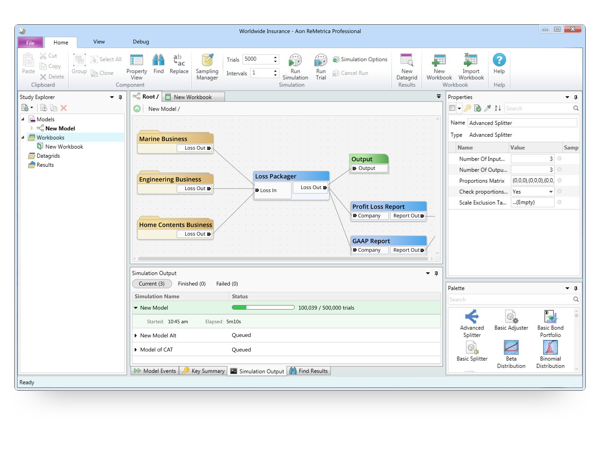 Worldwide Insurance - Aon ReMetrica Professional
File Home View Debug
Paste
Cut
Copy
Delete
Clipboard
Group
Select All
Clone
Component
Property View
Find
Replace
Sampling Manager
Trials 5000
Intervals 1
Run Simulation
Run Trial
Simulation Options
Cancel Run
Simulation
New Datagrid
Results
New Workbook
Import Workbook
Workbook
Help
Help
Study Explorer
Models
New Model
Workbooks
New Workbook
Datagrids
Results
Root / New Workbook
New Model /
Marine Business
Loss Out
Engineering Business
Loss Out
Home Contents Business
Loss Out
Loss Packager
Loss In Loss Out
Output
Output
Profit Loss Report
Company Report Out
GAAP Report
Company Report Out
Simulation Output
Current (3) Finished (0) Failed (0)
Simulation Name Status
New Model 100,039 / 500,000 trials
Started: 10:45 am Elapsed: 5m10s
New Model Alt Queued
Model of CAT Queued
Model Events Key Summary Simulation Output Find Results
Properties
Search
Name Advanced Splitter
Type Advanced Splitter
Name Value Samp
Number Of Input... 3
Number Of Outpu... 3
Proportions Matrix
Check proportions... Yes
Scale Exclusion Ta... ...(Empty)
Palette
Search
Advanced Splitter
Basic Adjuster
Basic Bond Portfolio
Basic Splitter
Beta Distribution
Binomial Distribution
Ready